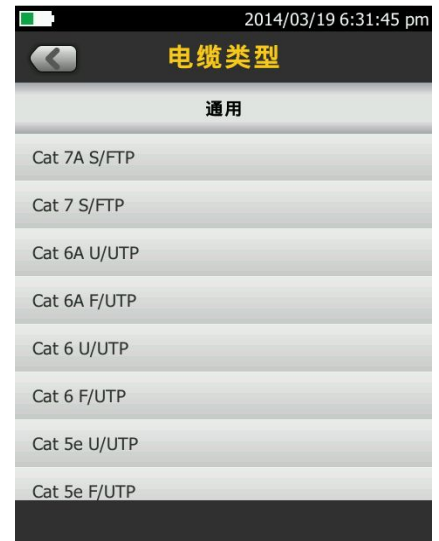 2014/03/19 6:31:45 pm
电缆类型
通用
Cat 7A S/FTP
Cat 7 S/FTP
Cat 6A U/UTP
Cat 6A F/UTP
Cat 6 U/UTP
Cat 6 F/UTP
Cat 5e U/UTP
Cat 5e F/UTP